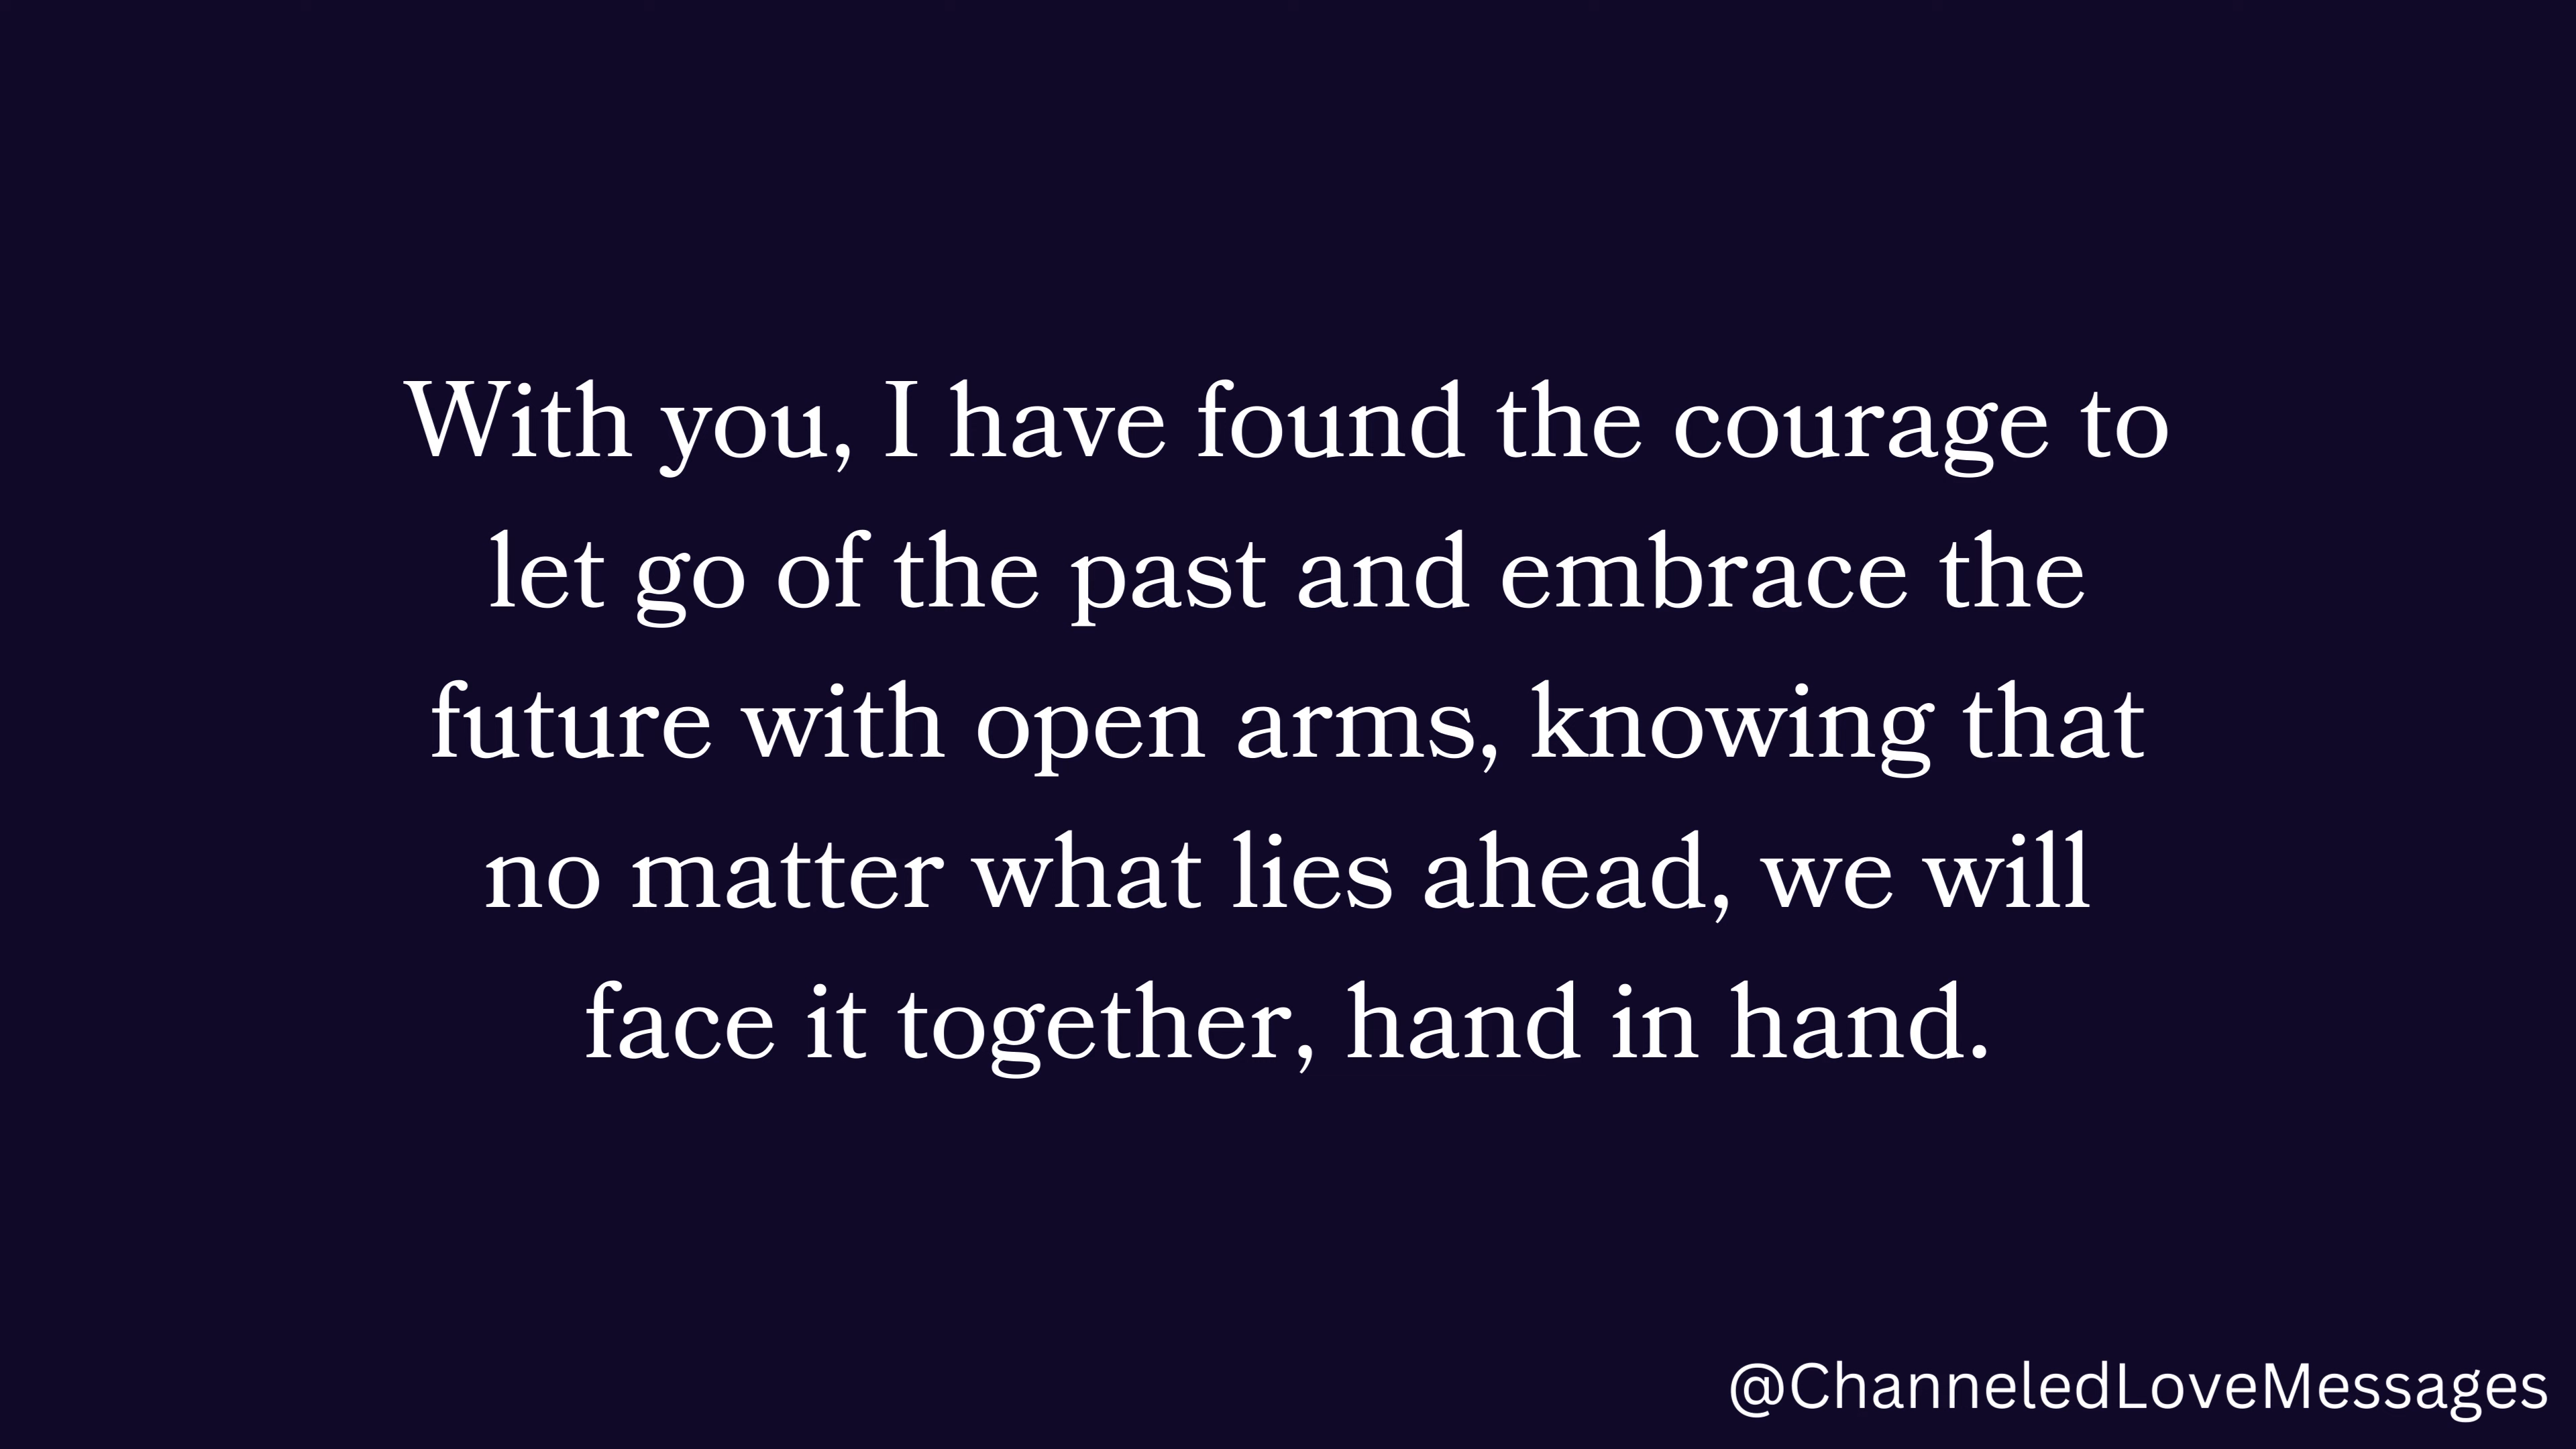 With you, I have found the courage to
let go of the past and embrace the
future with open arms, knowing that
no matter what lies ahead, we will
face it together, hand in hand.
@ChanneledLoveMessages